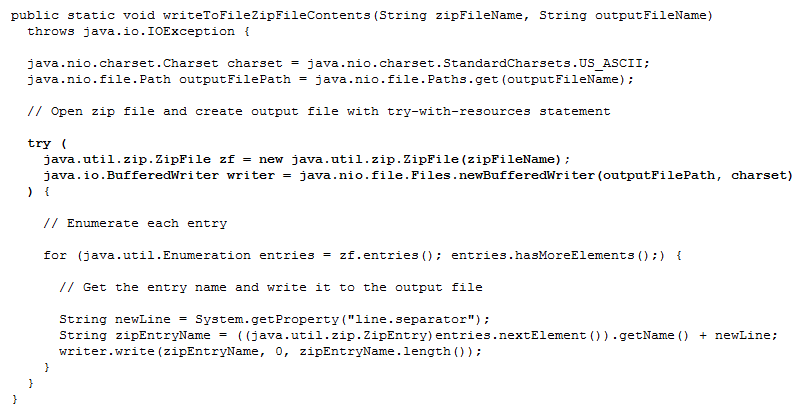 public static void writeToFileZipFileContents(String zipFileName, String outputFileName)
throws java.io.IOException {
java.nio.charset.Charset charset = java.nio.charset.StandardCharsets.US_ASCII;
java.nio.file.Path outputFilePath = java.nio.file.Paths.get(outputFileName);
// Open zip file and create output file with try-with-resources statement
try (
java.util.zip.ZipFile zf = new java.util.zip.ZipFile(zipFileName);
java.io.BufferedWriter writer = java.nio.file.Files.newBufferedWriter(outputFilePath, charset)
) {
// Enumerate each entry
for (java.util.Enumeration entries = zf.entries(); entries.hasMoreElements();) {
// Get the entry name and write it to the output file
String newLine = System.getProperty("line.separator");
String zipEntryName = ((java.util.zip.ZipEntry)entries.nextElement()).getName() + newLine;
writer.write(zipEntryName, 0, zipEntryName.length());
}
}
}